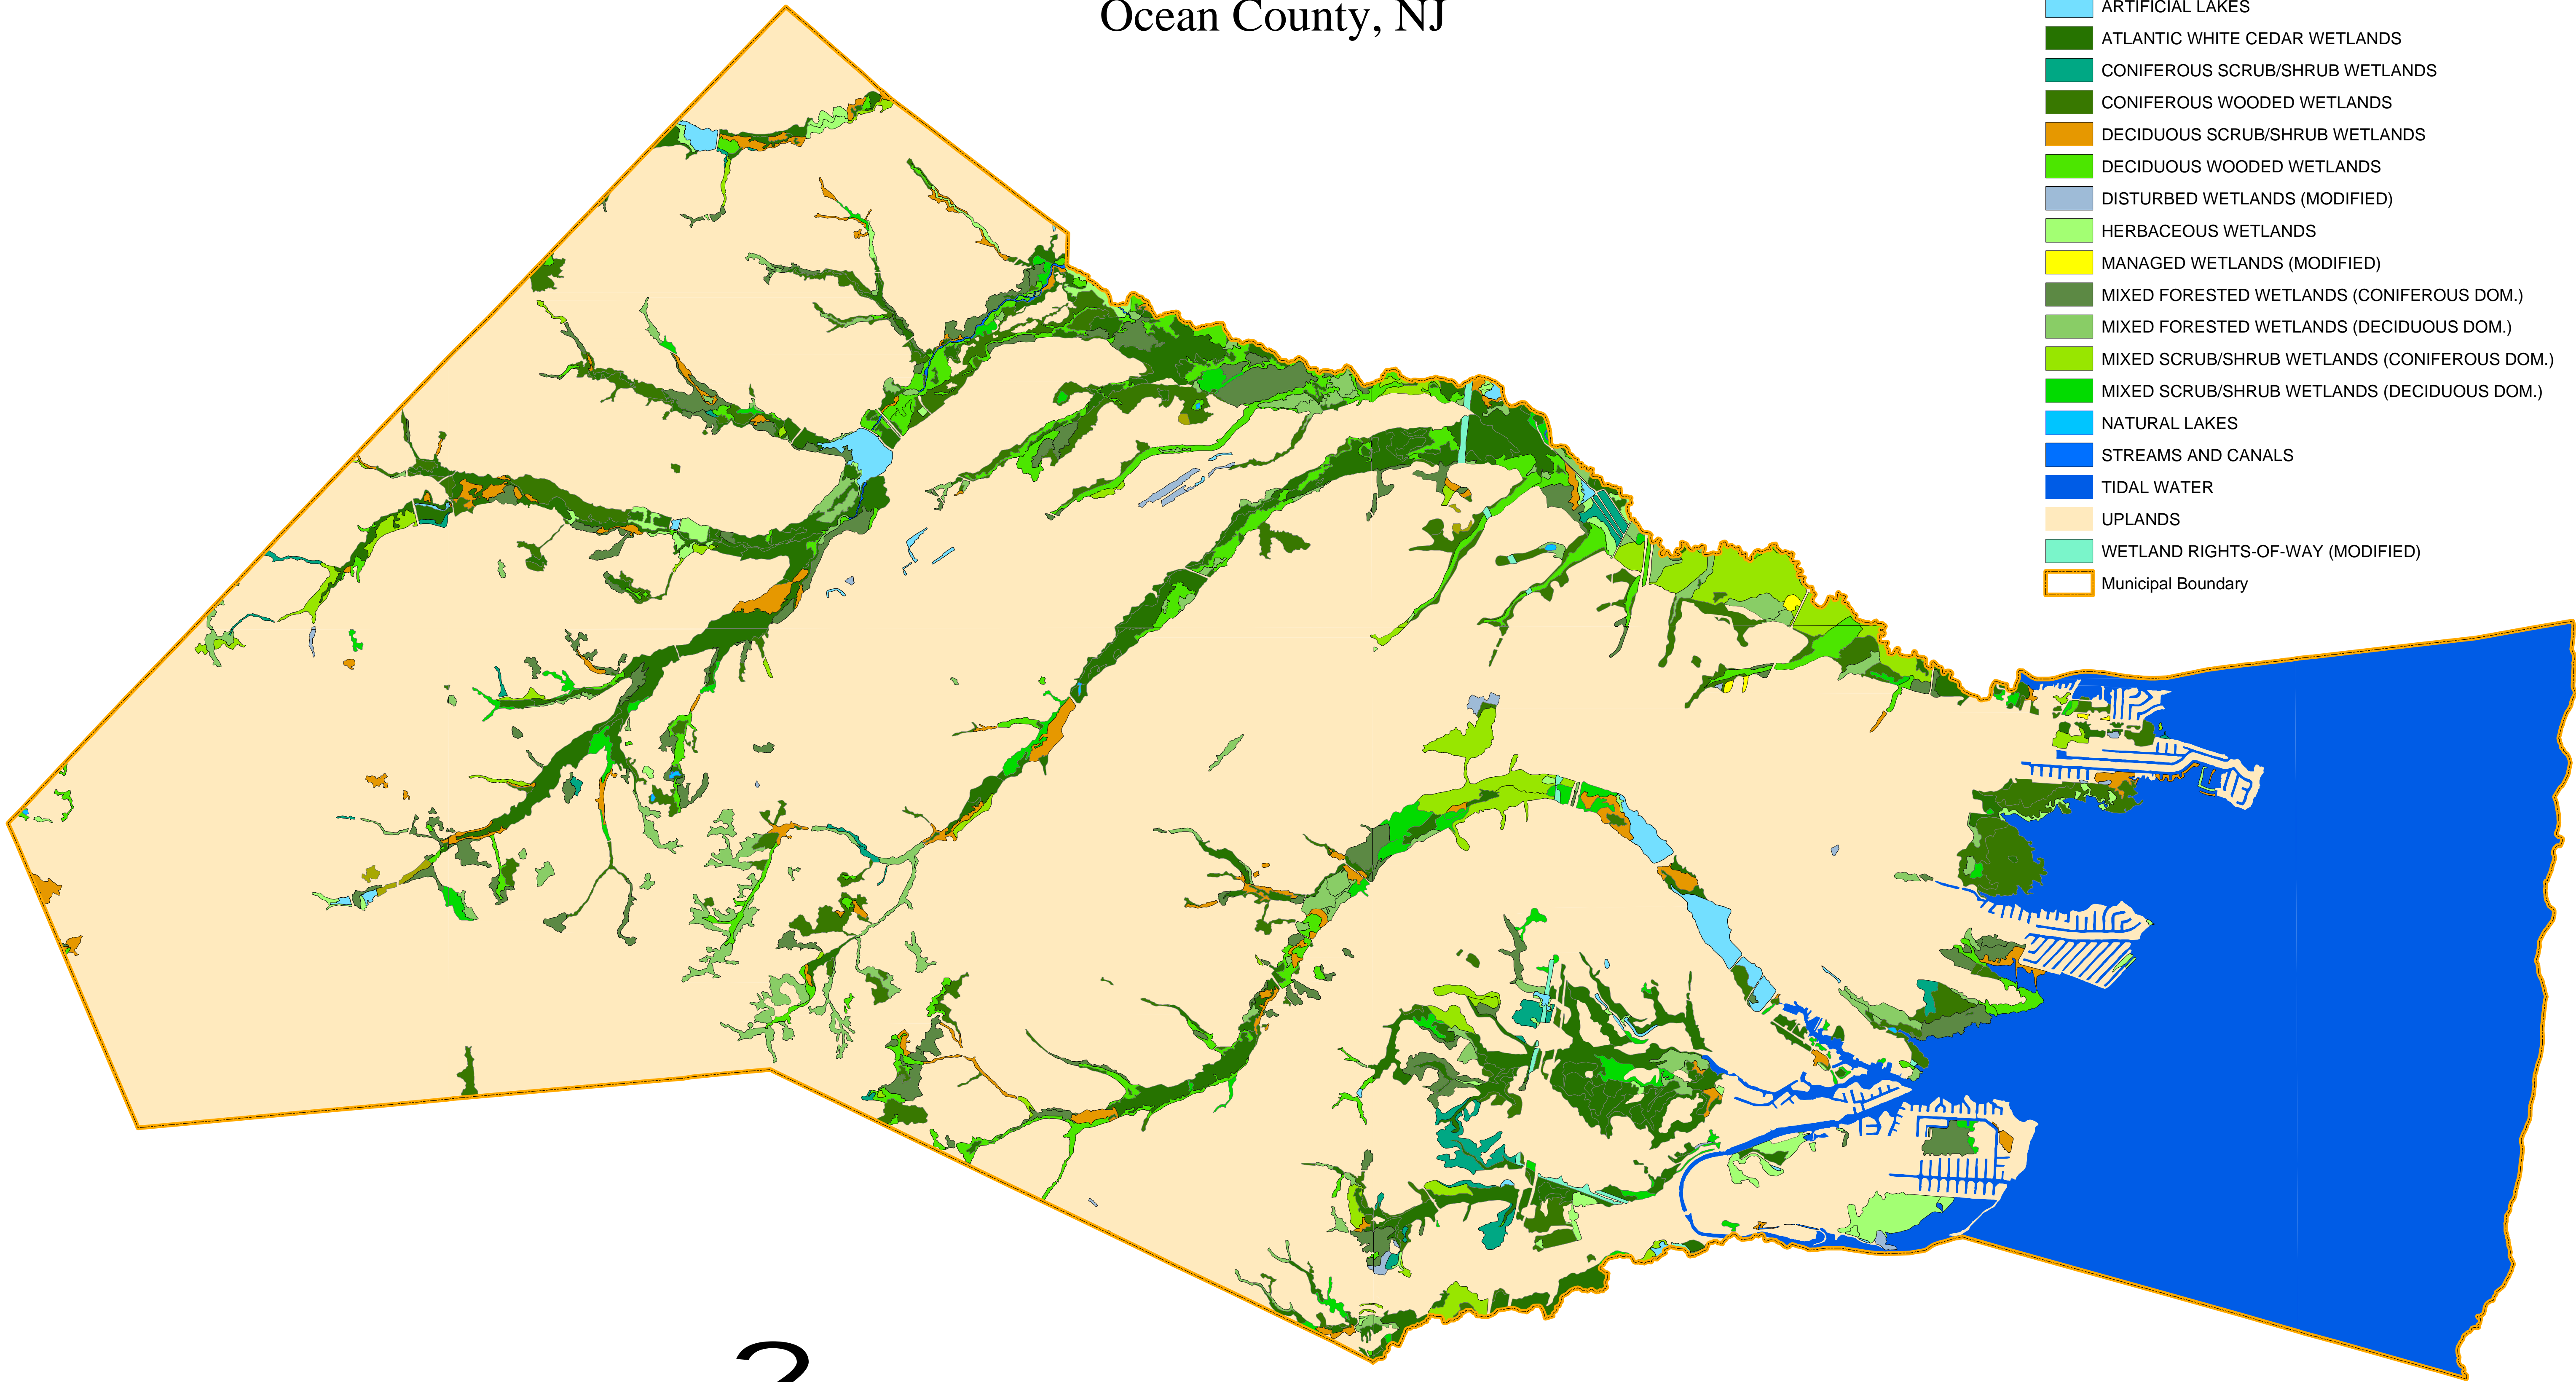 Ocean County, NJ
ARTIFICIAL LAKES
ATLANTIC WHITE CEDAR WETLANDS
CONIFEROUS SCRUB/SHRUB WETLANDS
CONIFEROUS WOODED WETLANDS
DECIDUOUS SCRUB/SHRUB WETLANDS
DECIDUOUS WOODED WETLANDS
DISTURBED WETLANDS (MODIFIED)
HERBACEOUS WETLANDS
MANAGED WETLANDS (MODIFIED)
MIXED FORESTED WETLANDS (CONIFEROUS DOM.)
MIXED FORESTED WETLANDS (DECIDUOUS DOM.)
MIXED SCRUB/SHRUB WETLANDS (CONIFEROUS DOM.)
MIXED SCRUB/SHRUB WETLANDS (DECIDUOUS DOM.)
NATURAL LAKES
STREAMS AND CANALS
TIDAL WATER
UPLANDS
WETLAND RIGHTS-OF-WAY (MODIFIED)
Municipal Boundary